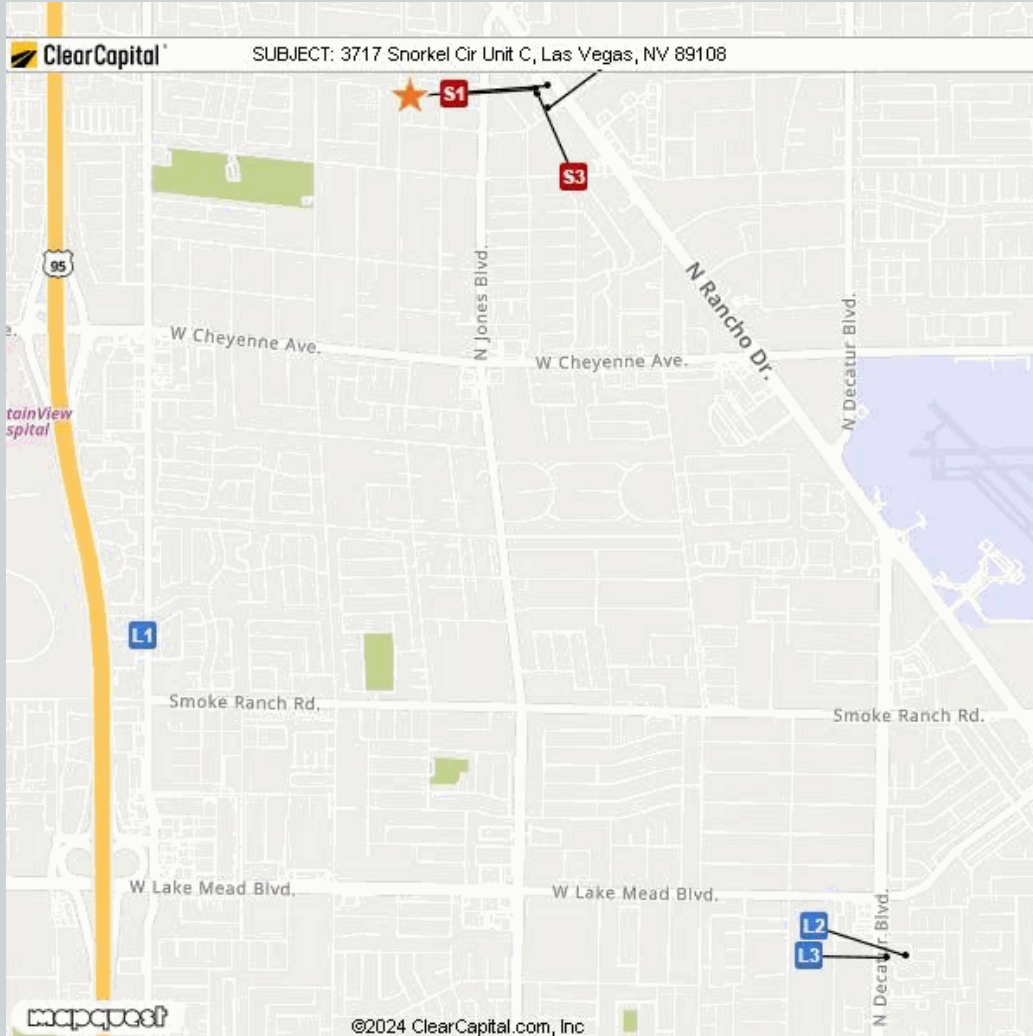 ClearCapital
SUBJECT: 3717 Snorkel Cir Unit C, Las Vegas, NV 89108
S1
S3
95
N Jones Blvd.
N Rancho Dr.
N Decatur Blvd.
W Cheyenne Ave.
W Cheyenne Ave.
e.
tainView
spital
L1
Smoke Ranch Rd.
Smoke Ranch Rd.
W Lake Mead Blvd.
W Lake Mead Blvd.
L2
L3
N Decatur Blvd.
mapquest
©2024 ClearCapital.com, Inc